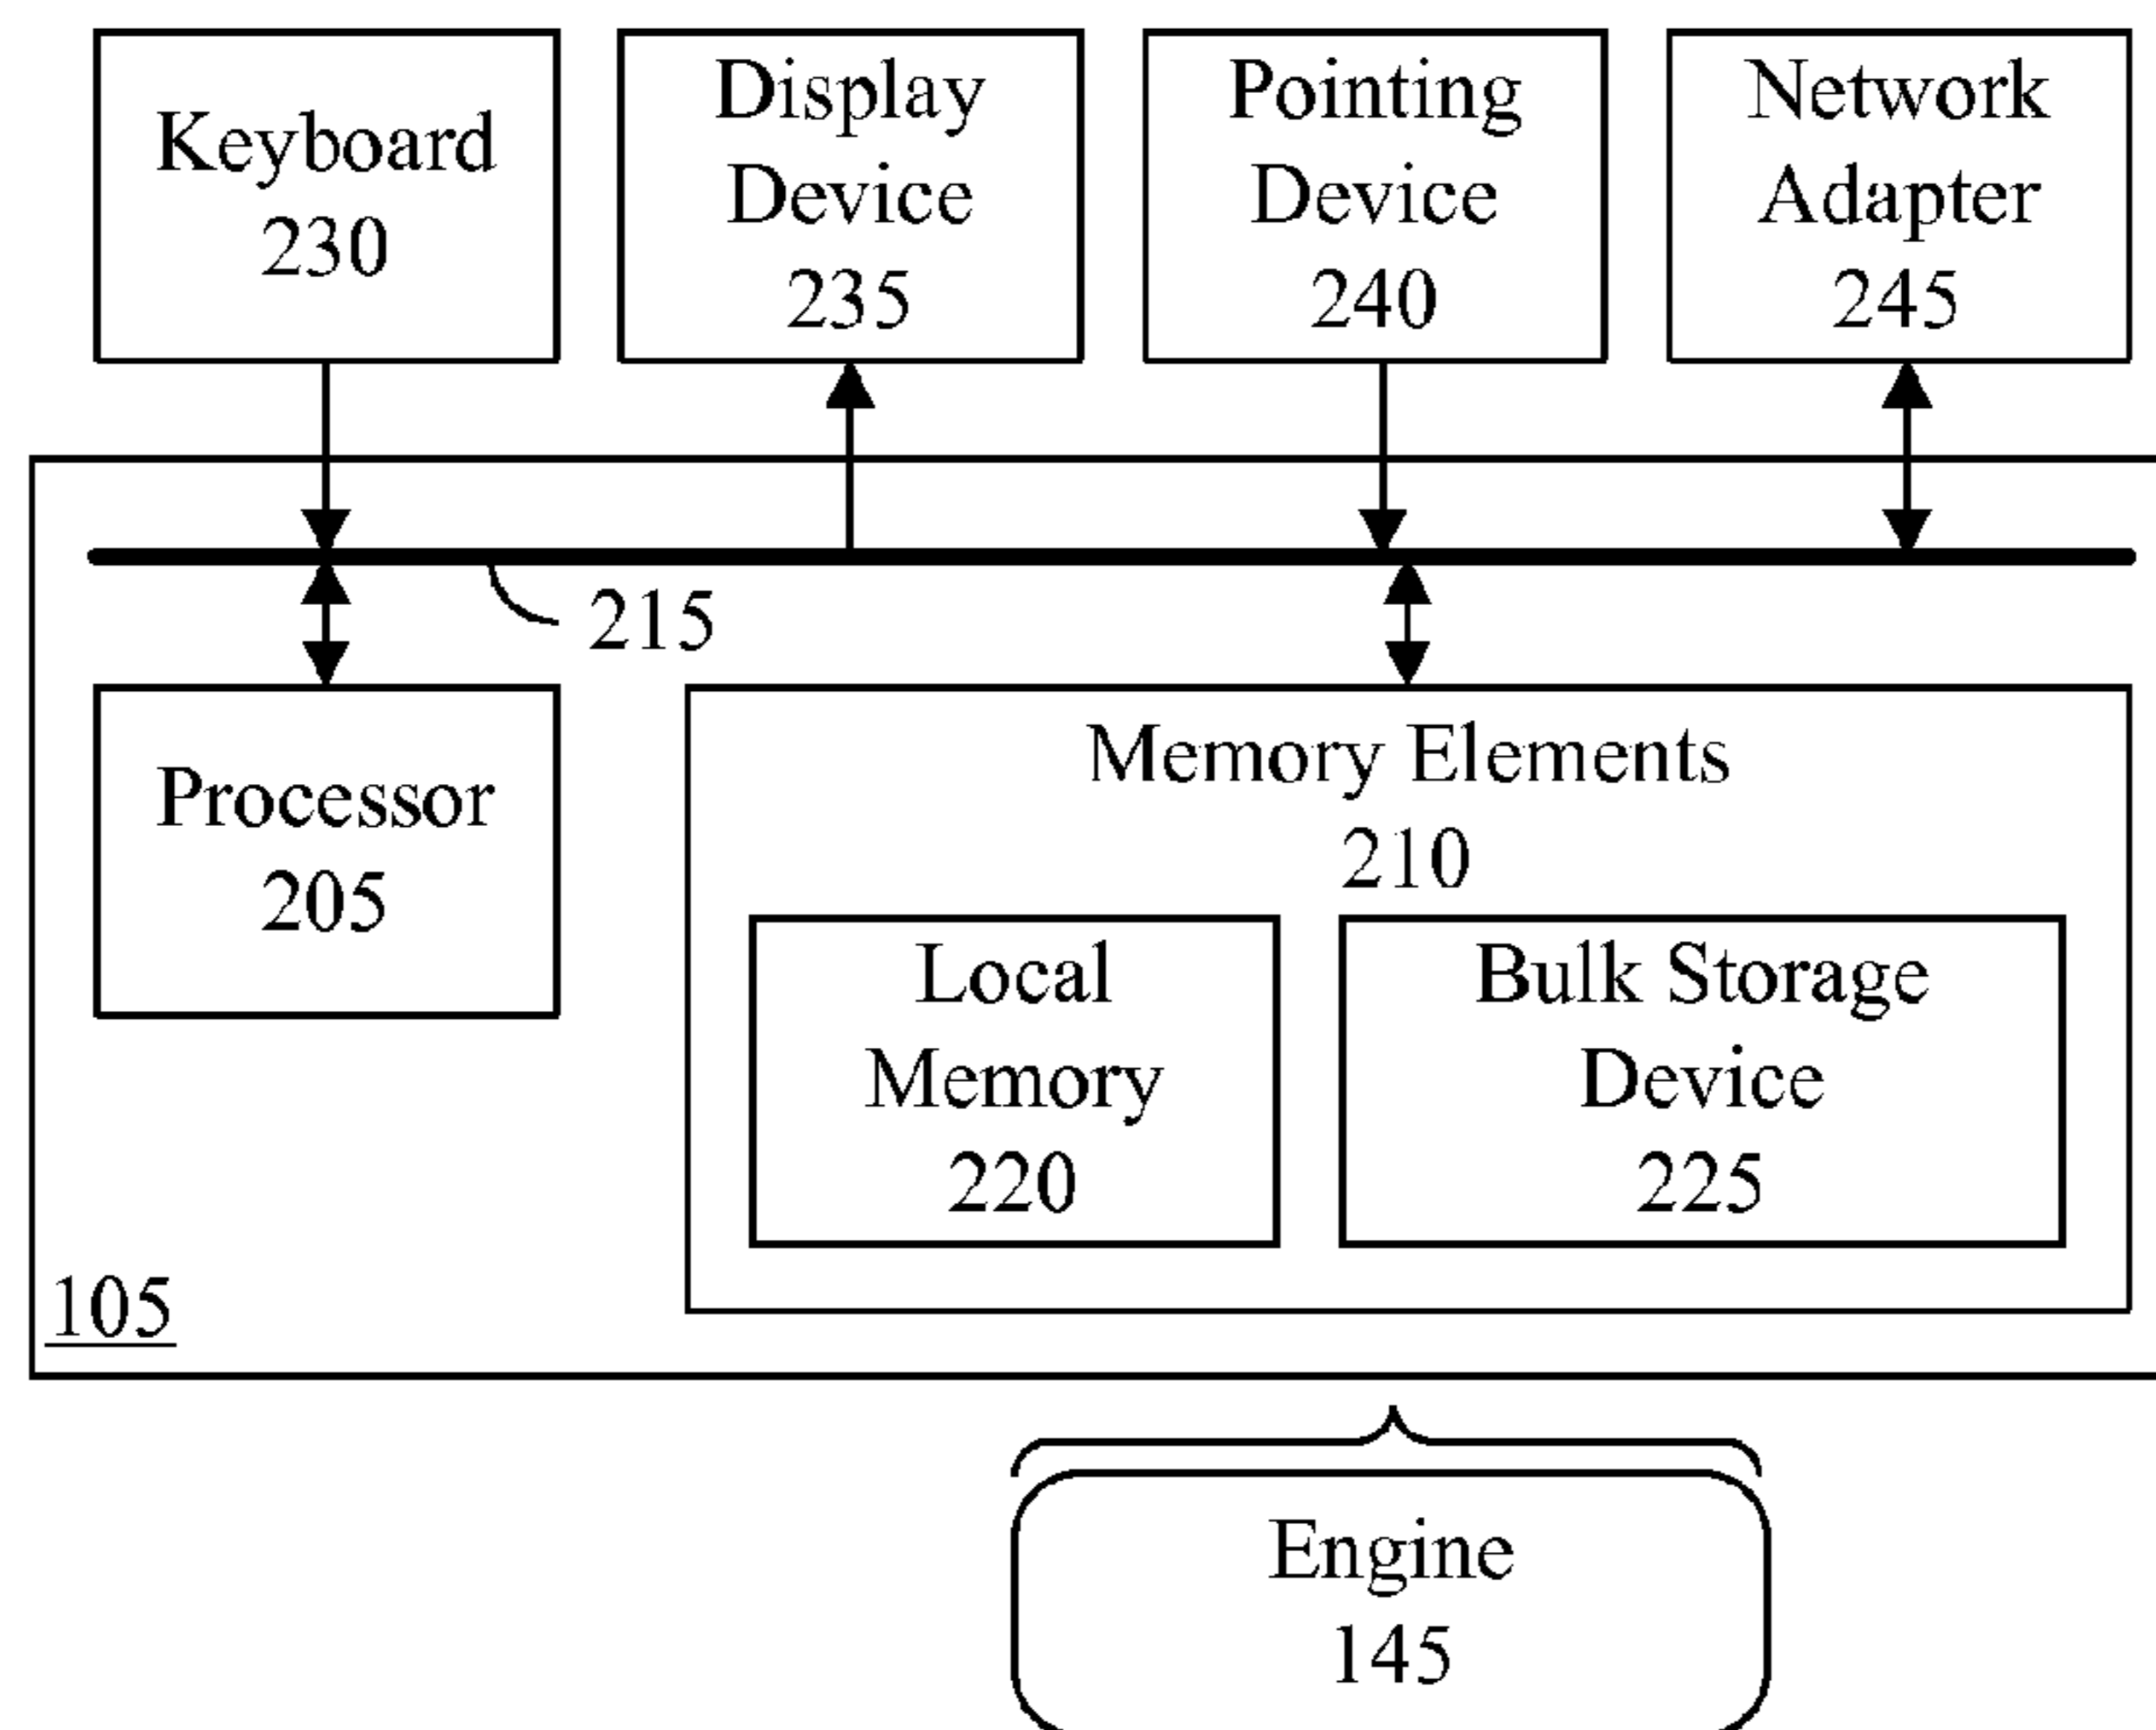 Keyboard
230
Display
Device
235
Pointing
Device
240
Network
Adapter
245
215
Processor
205
Memory Elements
210
Local
Memory
220
Bulk Storage
Device
225
105
Engine
145